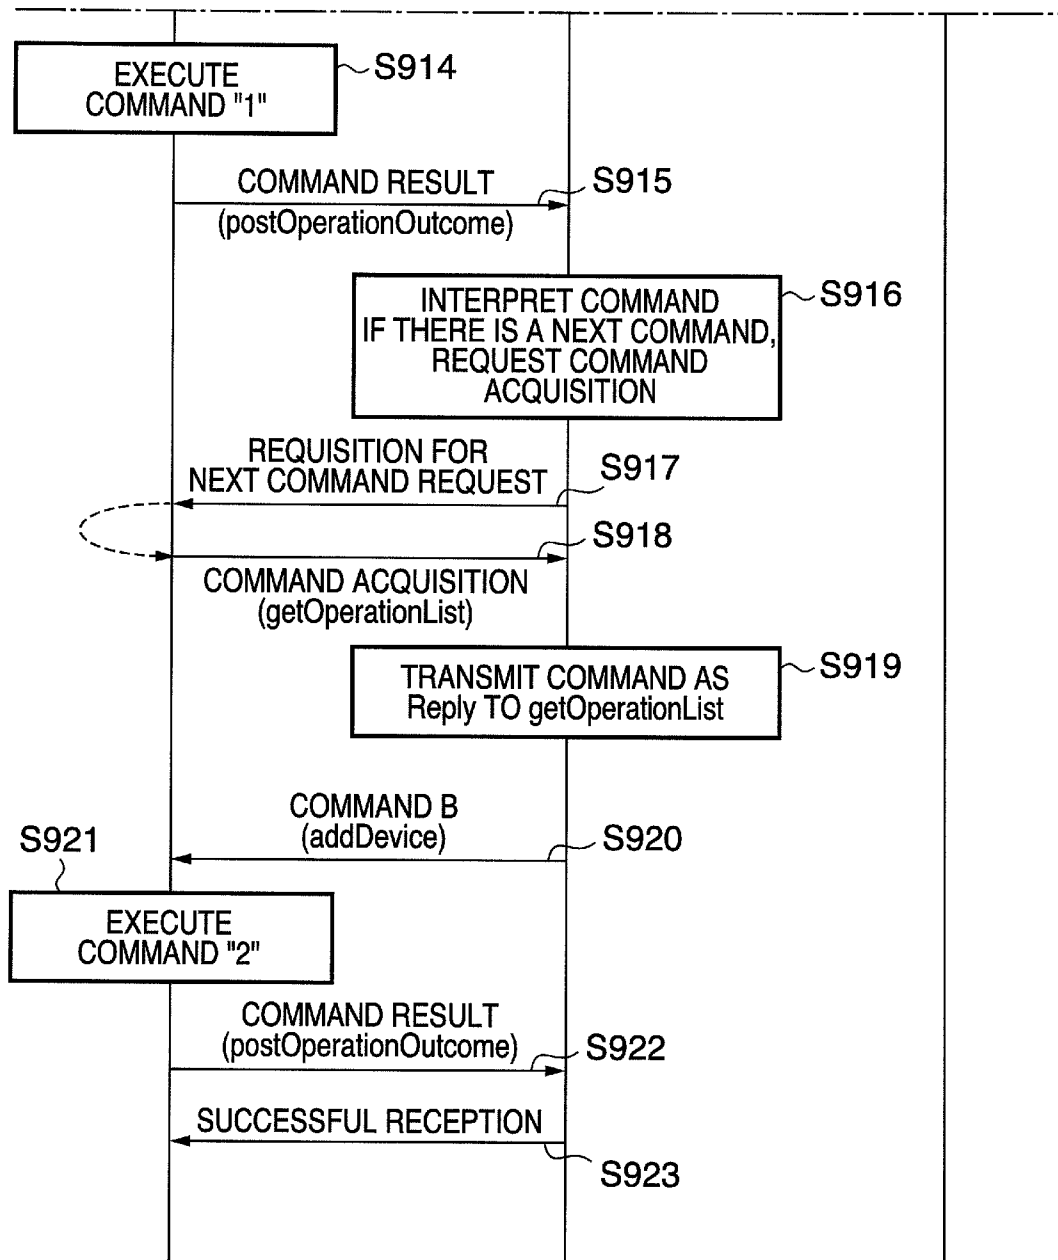 EXECUTE
COMMAND "1"
S914
COMMAND RESULT
(postOperationOutcome)
S915
INTERPRET COMMAND
IF THERE IS A NEXT COMMAND,
REQUEST COMMAND
ACQUISITION
S916
REQUISITION FOR
NEXT COMMAND REQUEST
S917
S918
COMMAND ACQUISITION
(getOperationList)
TRANSMIT COMMAND AS
Reply TO getOperationList
S919
COMMAND B
(addDevice)
S920
S921
EXECUTE
COMMAND "2"
COMMAND RESULT
(postOperationOutcome)
S922
SUCCESSFUL RECEPTION
S923